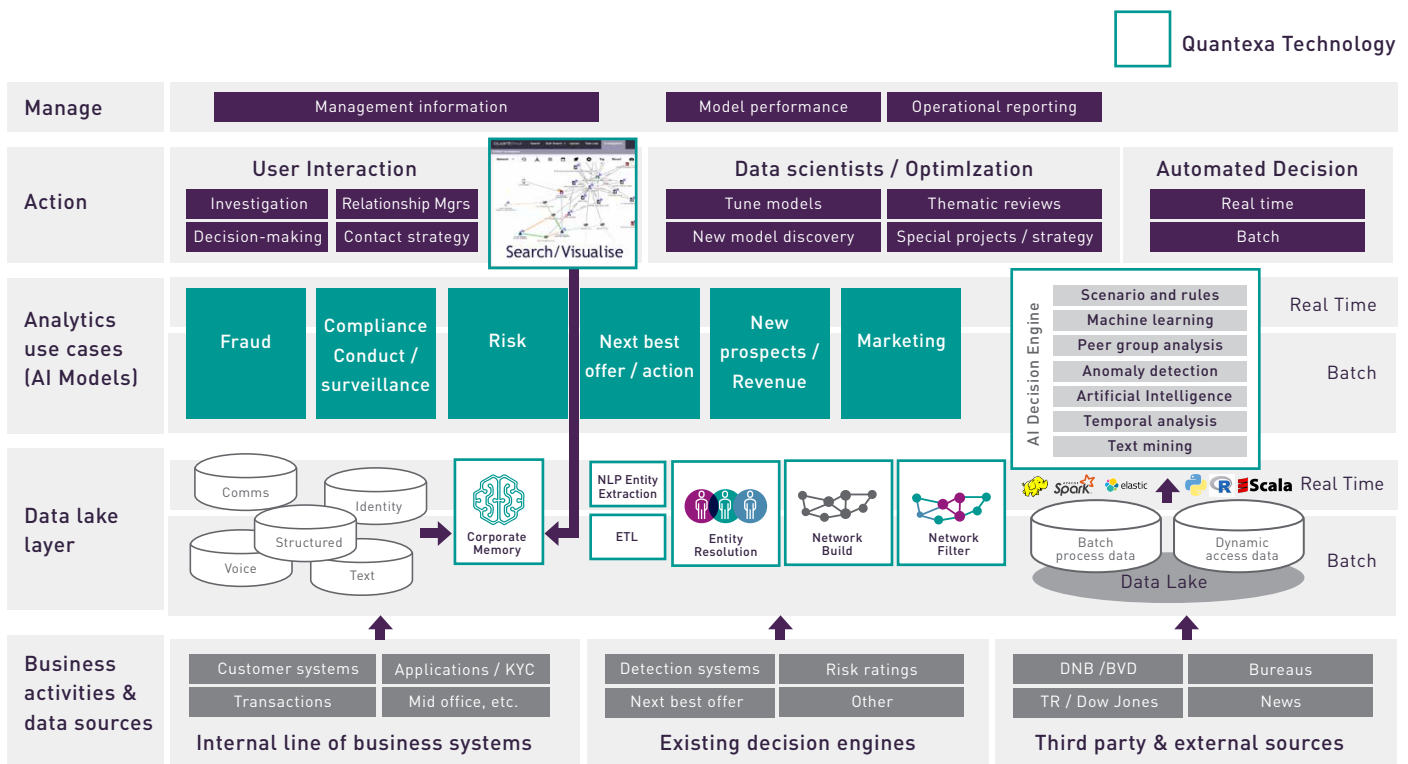 Quantexa Technology
Manage
Management information
Model performance
Operational reporting
Action
User Interaction
Investigation
Relationship Mgrs
Decision-making
Contact strategy
Search/Visualise
Data scientists / OptimIzation
Tune models
Thematic reviews
New model discovery
Special projects / strategy
Automated Decision
Real time
Batch
Analytics
use cases
(AI Models)
Fraud
Compliance
Conduct /
surveillance
Risk
Next best
offer / action
New
prospects /
Revenue
Marketing
AI Decision Engine
Scenario and rules
Machine learning
Peer group analysis
Anomaly detection
Artificial Intelligence
Temporal analysis
Text mining
Real Time
Batch
Data lake
layer
Comms
Identity
Structured
Voice
Text
Corporate
Memory
NLP Entity
Extraction
ETL
Entity
Resolution
Network
Build
Network
Filter
APACHE
Spark
elastic
R
Scala
Real Time
Batch
process data
Dynamic
access data
Data Lake
Batch
Business
activities &
data sources
Customer systems
Applications / KYC
Transactions
Mid office, etc.
Internal line of business systems
Detection systems
Risk ratings
Next best offer
Other
Existing decision engines
DNB /BVD
Bureaus
TR / Dow Jones
News
Third party & external sources